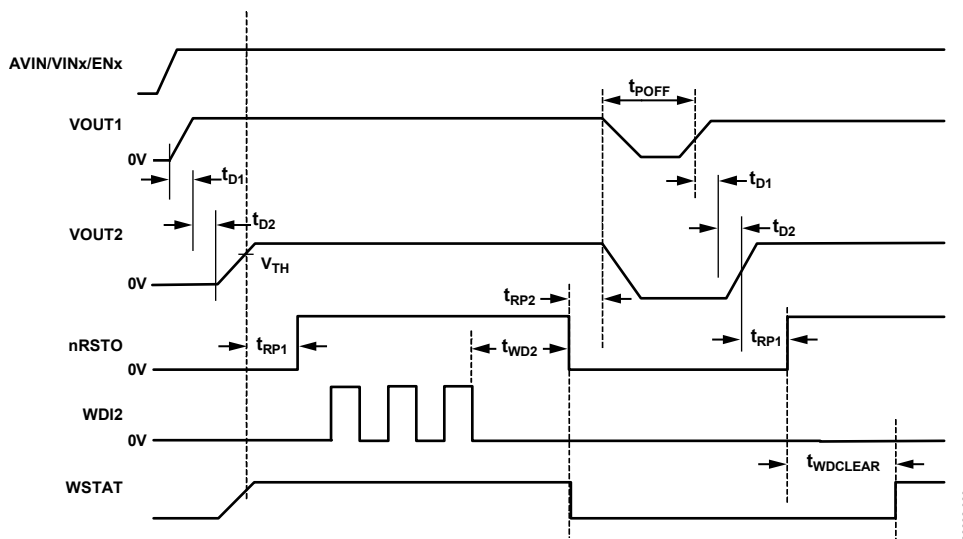 AVIN/VINx/ENx
tPOFF
VOUT1
0V
tD1
tD1
tD2
tD2
VOUT2
VTH
0V
tRP2
nRSTO
tRP1
tWD2
tRP1
0V
WDI2
0V
tWDCLEAR
WSTAT